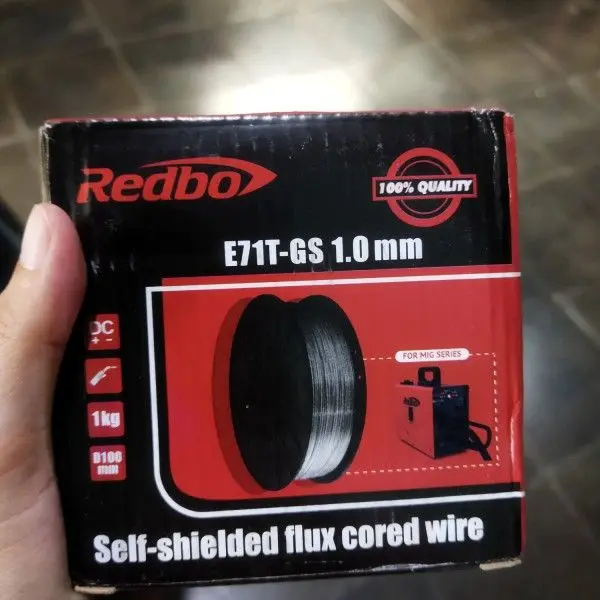 Redbo
100% QUALITY
E71T-GS 1.0 mm
DC
+ -
FOR MIG SERIES
Redbo
1kg
D100
mm
Self-shielded flux cored wire